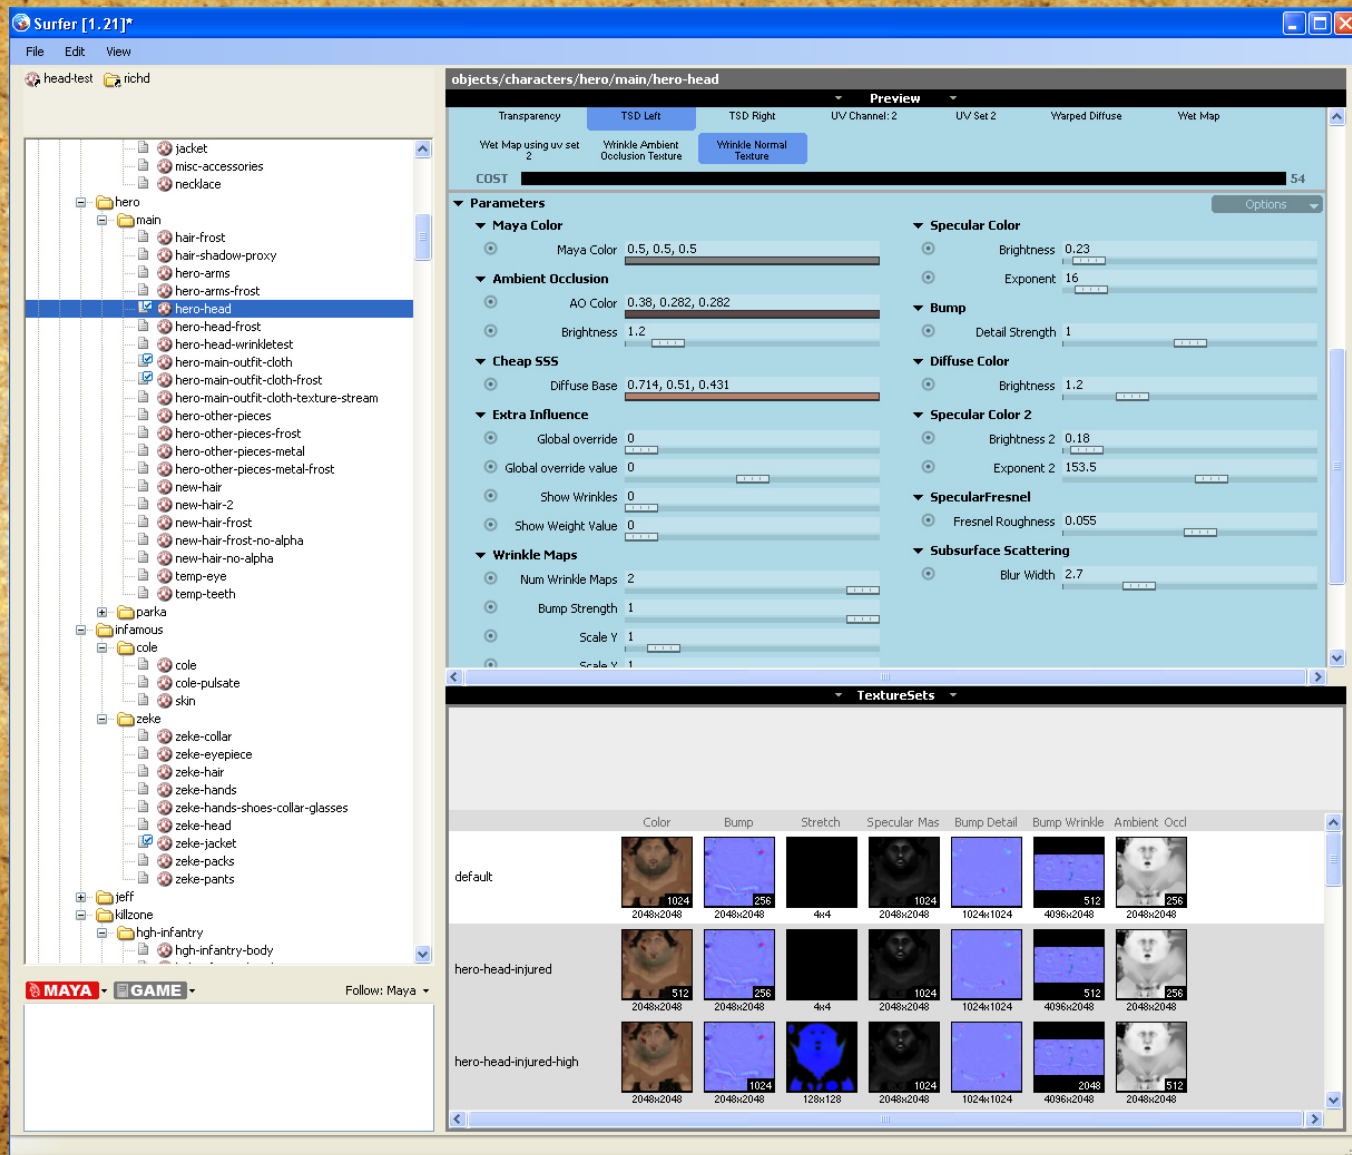 Surfer [1.21]*
File Edit View
head-test richd
jacket
misc-accessories
necklace
hero
main
hair-frost
hair-shadow-proxy
hero-arms
hero-arms-frost
hero-head
hero-head-frost
hero-head-wrinkletest
hero-main-outfit-cloth
hero-main-outfit-cloth-frost
hero-main-outfit-cloth-texture-stream
hero-other-pieces
hero-other-pieces-frost
hero-other-pieces-metal
hero-other-pieces-metal-frost
new-hair
new-hair-2
new-hair-frost
new-hair-frost-no-alpha
new-hair-no-alpha
temp-eye
temp-teeth
parka
infamous
cole
cole
cole-pulsate
skin
zeke
zeke-collar
zeke-eyepiece
zeke-hair
zeke-hands
zeke-hands-shoes-collar-glasses
zeke-head
zeke-jacket
zeke-packs
zeke-pants
jeff
killzone
hgh-infantry
hgh-infantry-body
MAYA GAME Follow: Maya
objects/characters/hero/main/hero-head
Preview
Transparency TSD Left TSD Right UV Channel: 2 UV Set 2 Warped Diffuse Wet Map
Wet Map using uv set 2 Wrinkle Ambient Occlusion Texture Wrinkle Normal Texture
COST 54
Parameters Options
Maya Color
Maya Color 0.5, 0.5, 0.5
Ambient Occlusion
AO Color 0.38, 0.282, 0.282
Brightness 1.2
Cheap SSS
Diffuse Base 0.714, 0.51, 0.431
Extra Influence
Global override 0
Global override value 0
Show Wrinkles 0
Show Weight Value 0
Wrinkle Maps
Num Wrinkle Maps 2
Bump Strength 1
Scale Y 1
Scale Y 1
Specular Color
Brightness 0.23
Exponent 16
Bump
Detail Strength 1
Diffuse Color
Brightness 1.2
Specular Color 2
Brightness 2 0.18
Exponent 2 153.5
SpecularFresnel
Fresnel Roughness 0.055
Subsurface Scattering
Blur Width 2.7
TextureSets
Color Bump Stretch Specular Mas Bump Detail Bump Wrinkle Ambient Occl
default
1024 256 1024 512 256
2048x2048 2048x2048 4x4 2048x2048 1024x1024 4096x2048 2048x2048
hero-head-injured
512 256 1024 512 256
2048x2048 2048x2048 4x4 2048x2048 1024x1024 4096x2048 2048x2048
hero-head-injured-high
1024 1024 2048 512
2048x2048 2048x2048 128x128 2048x2048 1024x1024 4096x2048 2048x2048